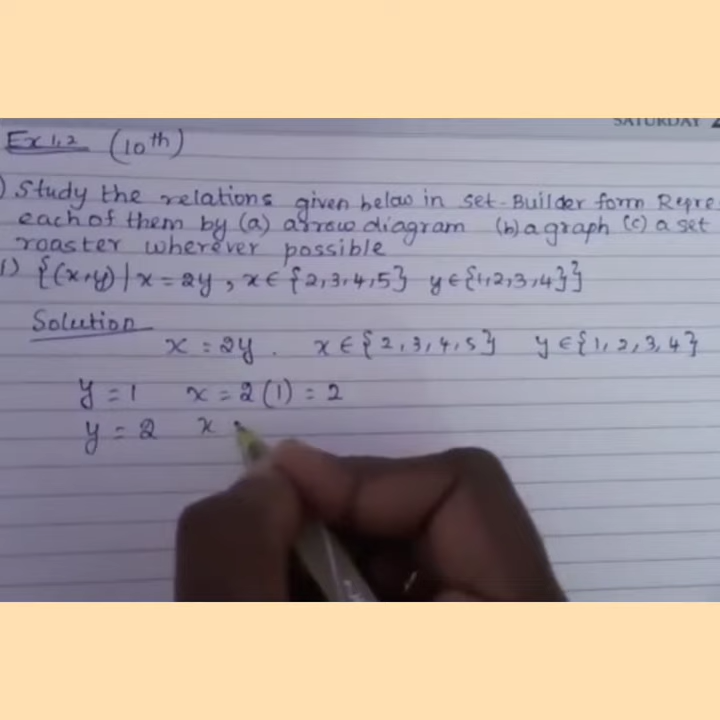 SATURDAY
Ex 1.2 (10th)
) Study the relations given below in set-Builder form Repre
each of them by (a) arrow diagram (b) a graph (c) a set
roaster wherever possible
1) {(x,y) | x = 2y, x ∈ {2,3,4,5} y ∈ {1,2,3,4}}
Solution
x = 2y. x ∈ {2,3,4,5} y ∈ {1,2,3,4}
y = 1 x = 2(1) = 2
y = 2 x